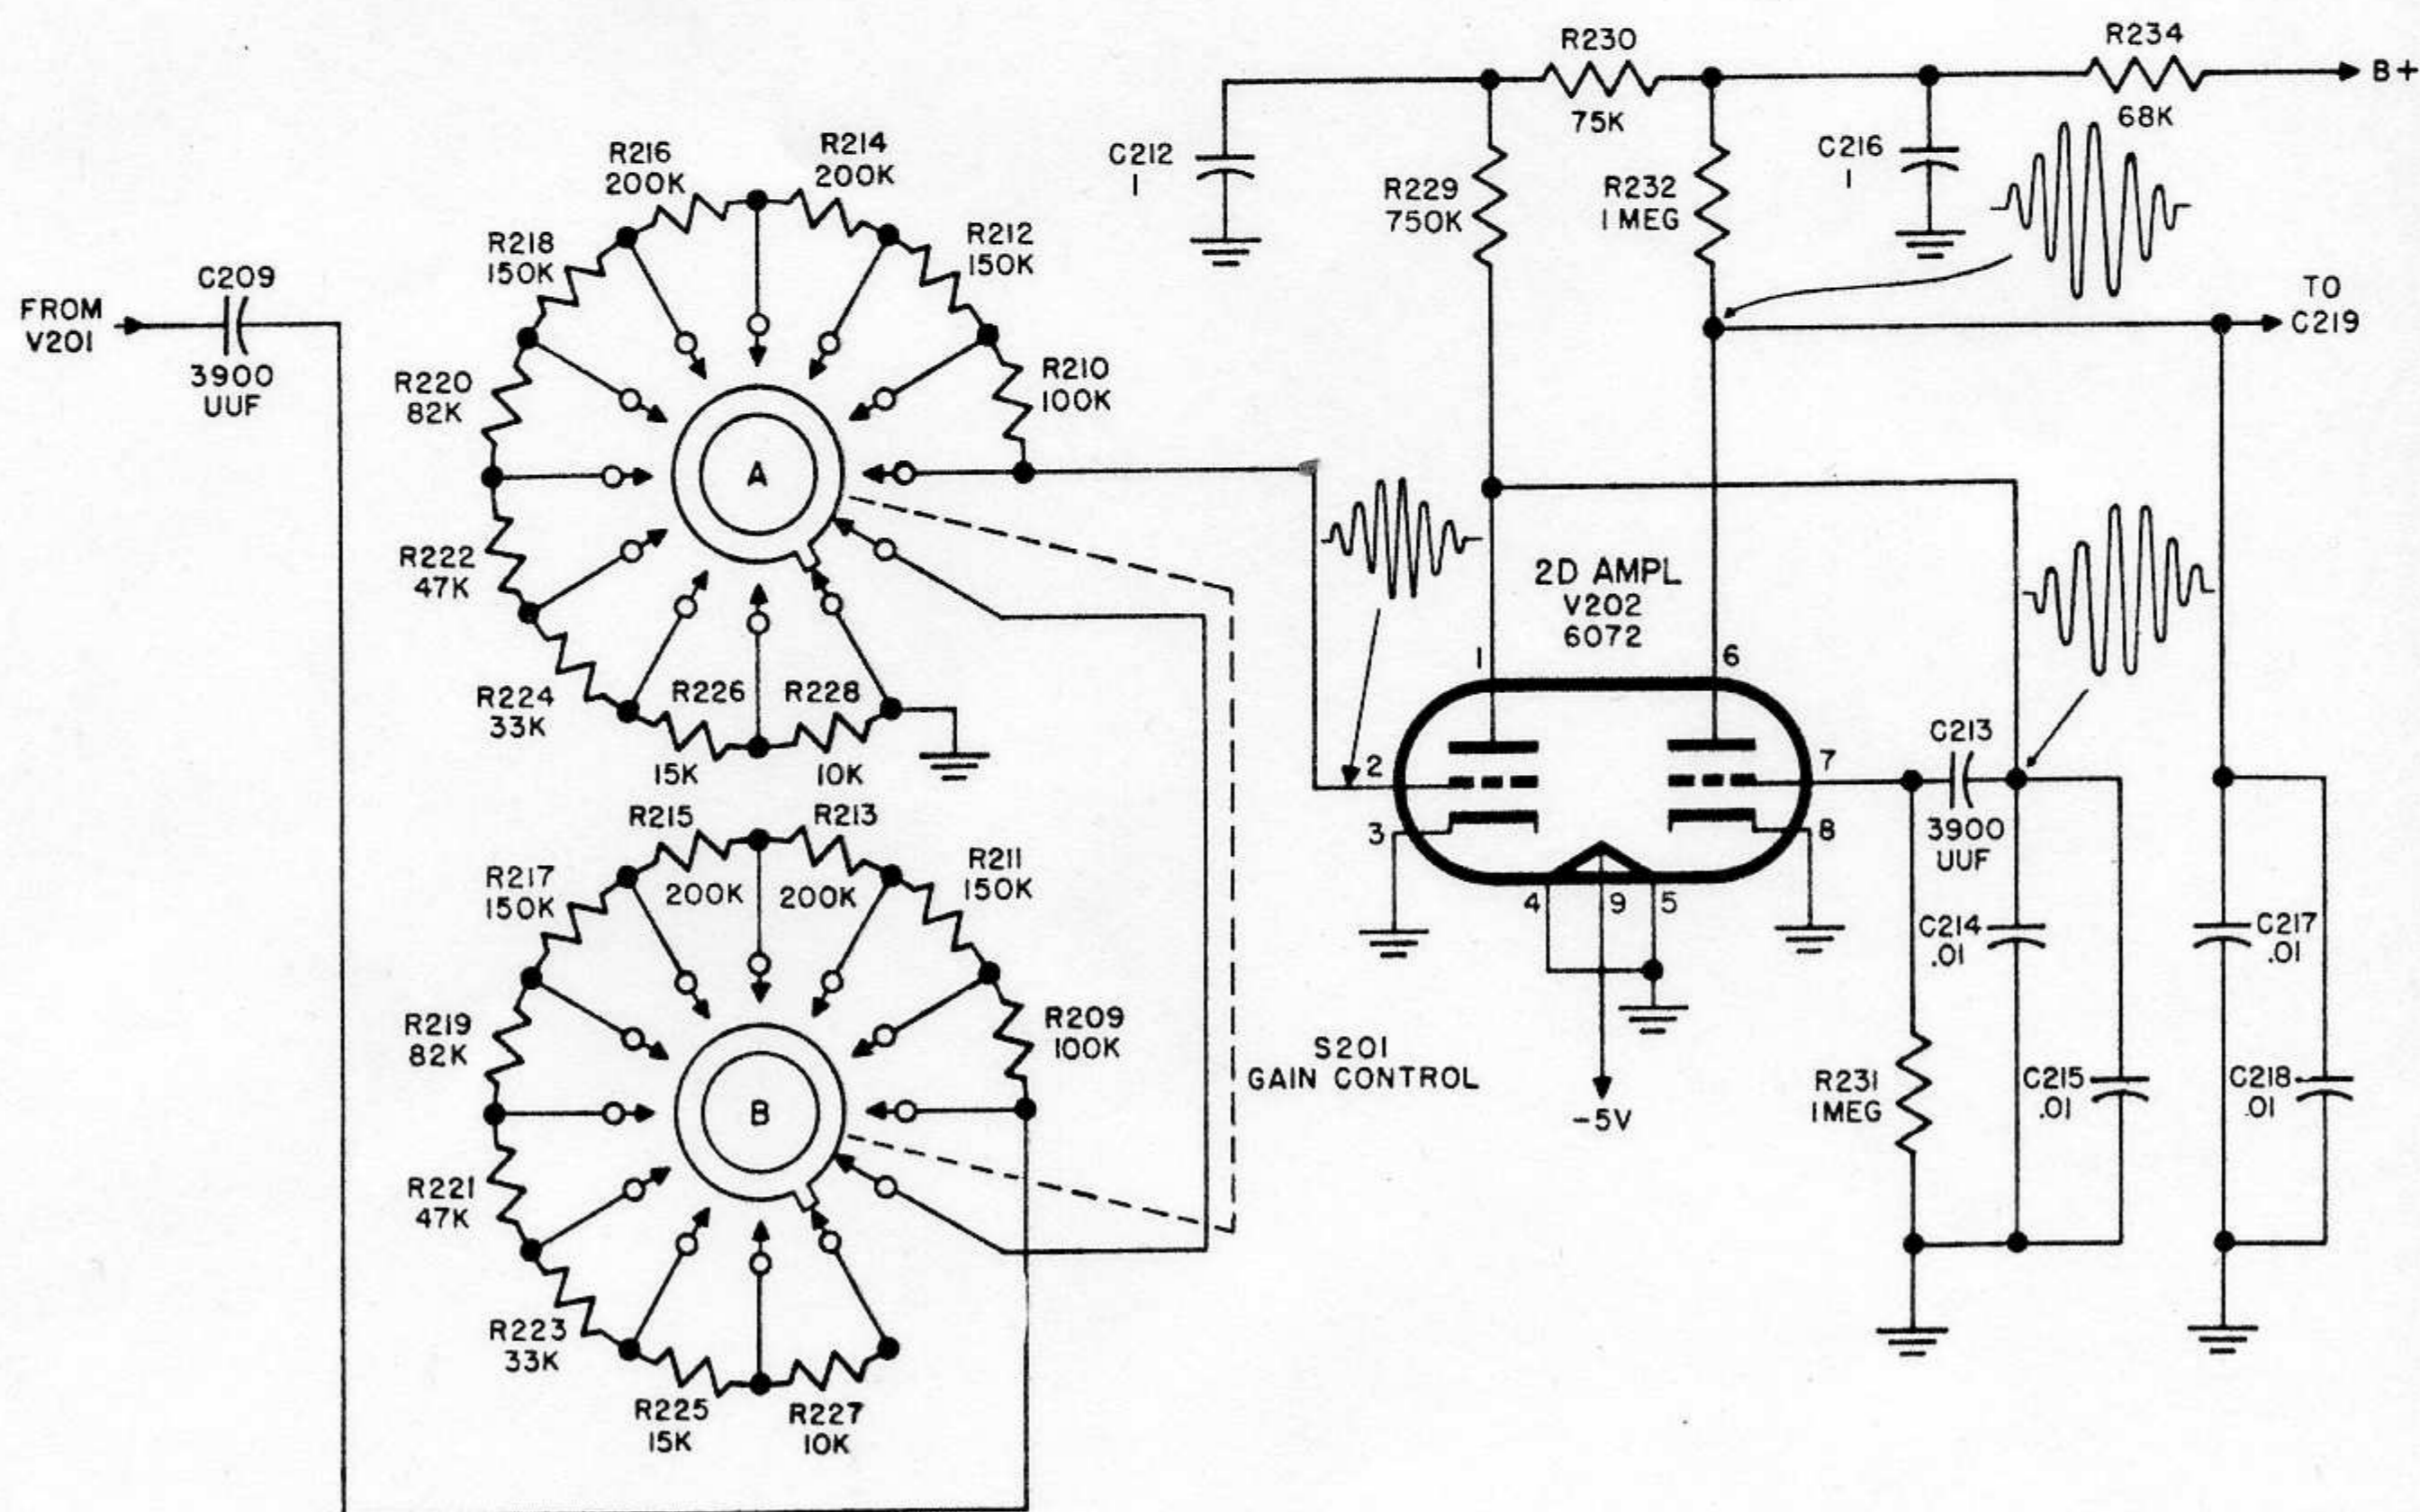 R230
75K
R234
68K
B+
C212
1
R229
750K
R232
1 MEG
C216
1
TO
C219
FROM
V201
C209
3900
UUF
R216
200K
R214
200K
R218
150K
R212
150K
R220
82K
R210
100K
A
R222
47K
R224
33K
R226
15K
R228
10K
R215
200K
R213
200K
R217
150K
R211
150K
R219
82K
R209
100K
B
R221
47K
R223
33K
R225
15K
R227
10K
S201
GAIN CONTROL
2D AMPL
V202
6072
1
6
2
7
3
8
4
9
5
-5V
C213
3900
UUF
C214
.01
C217
.01
R231
1MEG
C215
.01
C218
.01